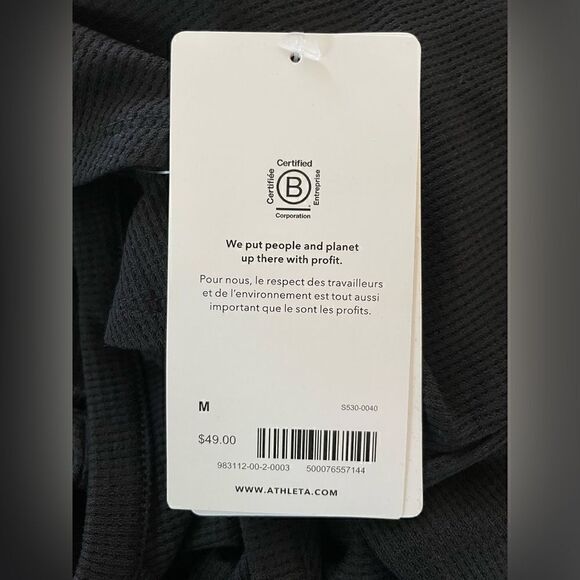 Certified
Certifiée
B
Entreprise
Corporation
We put people and planet
up there with profit.
Pour nous, le respect des travailleurs
et de l'environnement est tout aussi
important que le sont les profits.
M
S530-0040
$49.00
983112-00-2-0003 500076557144
WWW.ATHLETA.COM